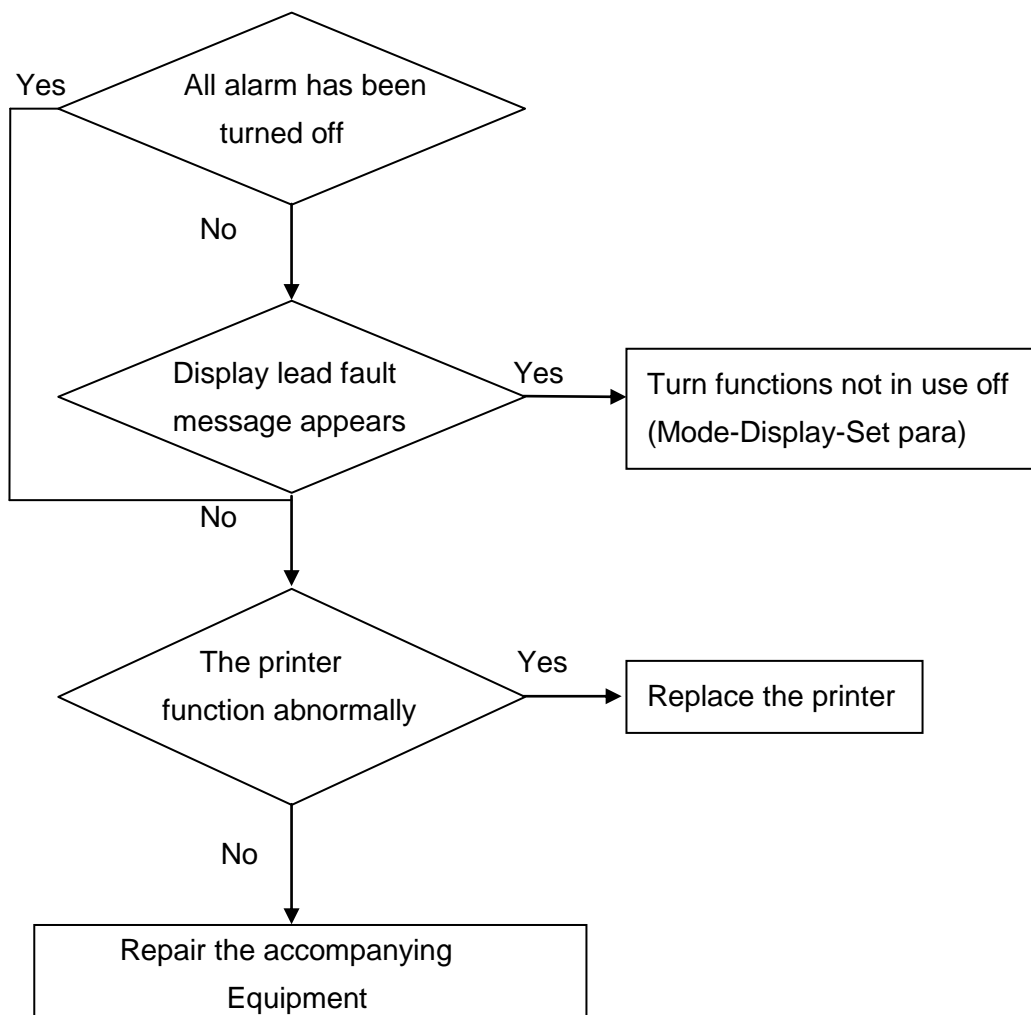 Yes
All alarm has been
turned off
No
Display lead fault
message appears
Yes
Turn functions not in use off
(Mode-Display-Set para)
No
The printer
function abnormally
Yes
Replace the printer
No
Repair the accompanying
Equipment